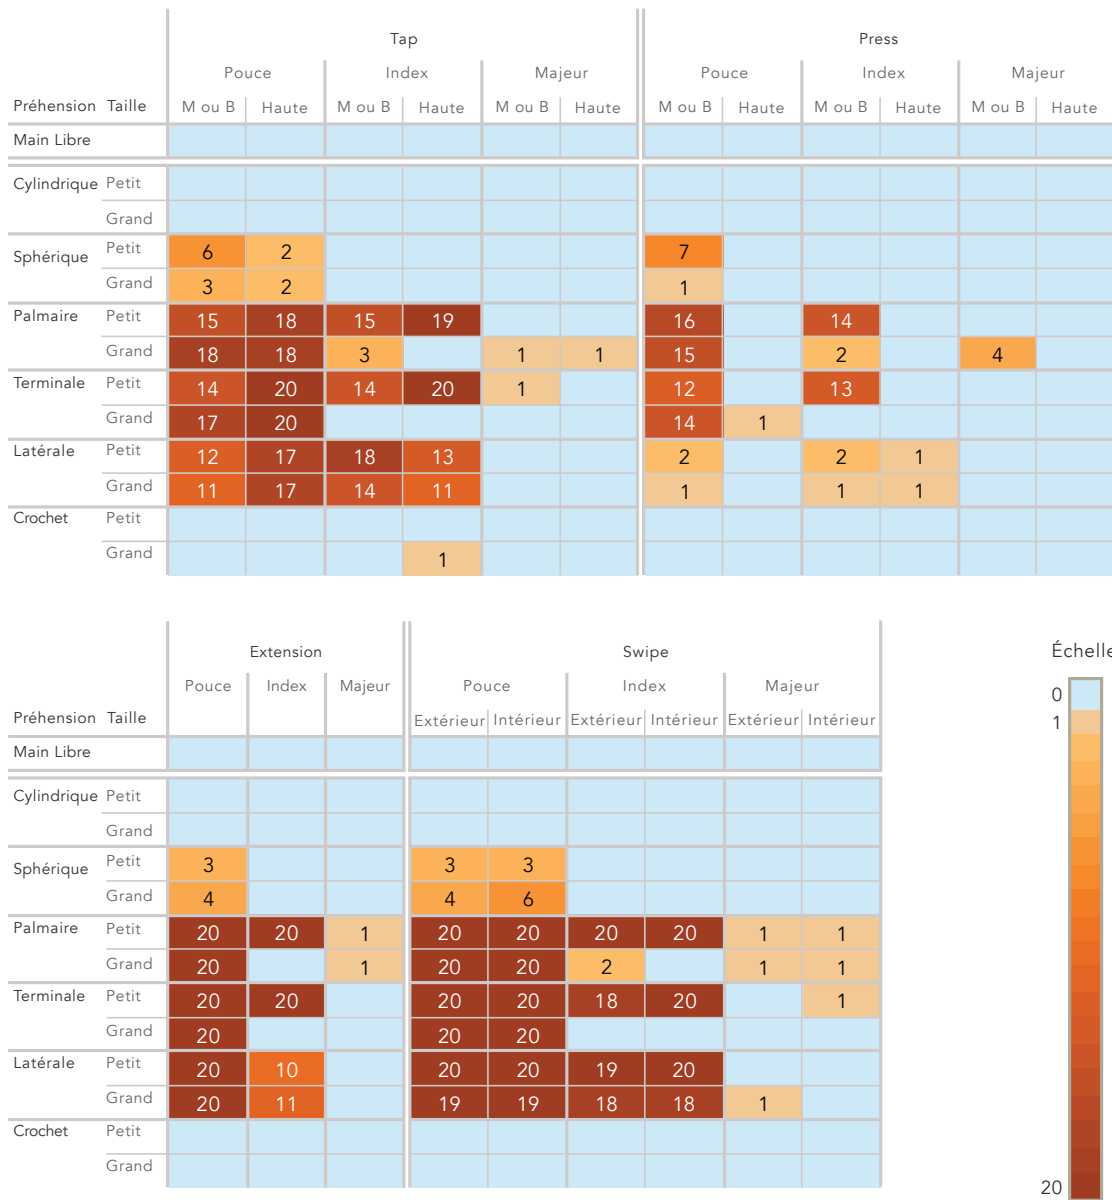 Tap Press
Pouce Index Majeur Pouce Index Majeur
Préhension Taille M ou B Haute M ou B Haute M ou B Haute M ou B Haute M ou B Haute M ou B Haute
Main Libre
Cylindrique Petit
Grand
Sphérique Petit 6 2 7
Grand 3 2 1
Palmaire Petit 15 18 15 19 16 14
Grand 18 18 3 1 1 15 2 4
Terminale Petit 14 20 14 20 1 12 13
Grand 17 20 14 1
Latérale Petit 12 17 18 13 2 2 1
Grand 11 17 14 11 1 1 1
Crochet Petit
Grand 1
Extension Swipe Échelle
Pouce Index Majeur Pouce Index Majeur 0
Préhension Taille Extérieur Intérieur Extérieur Intérieur Extérieur Intérieur 1
Main Libre
Cylindrique Petit
Grand
Sphérique Petit 3 3 3
Grand 4 4 6
Palmaire Petit 20 20 1 20 20 20 20 1 1
Grand 20 1 20 20 2 1 1
Terminale Petit 20 20 20 20 18 20 1
Grand 20 20 20
Latérale Petit 20 10 20 20 19 20
Grand 20 11 19 19 18 18 1
Crochet Petit
Grand
20